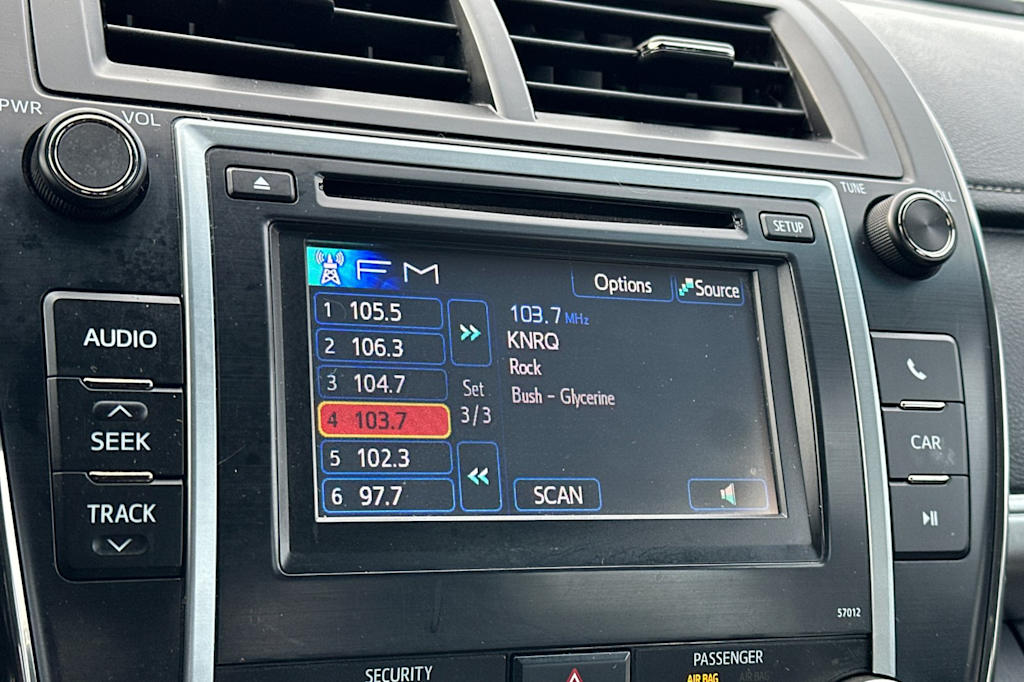 PWR
VOL
TUNE
SETUP
FM
Options
Source
1 105.5
2 106.3
3 104.7
4 103.7
5 102.3
6 97.7
Set
3/3
103.7 MHz
KNRQ
Rock
Bush - Glycerine
SCAN
AUDIO
SEEK
TRACK
CAR
57012
SECURITY
PASSENGER
AIR BAG
AIR BAG